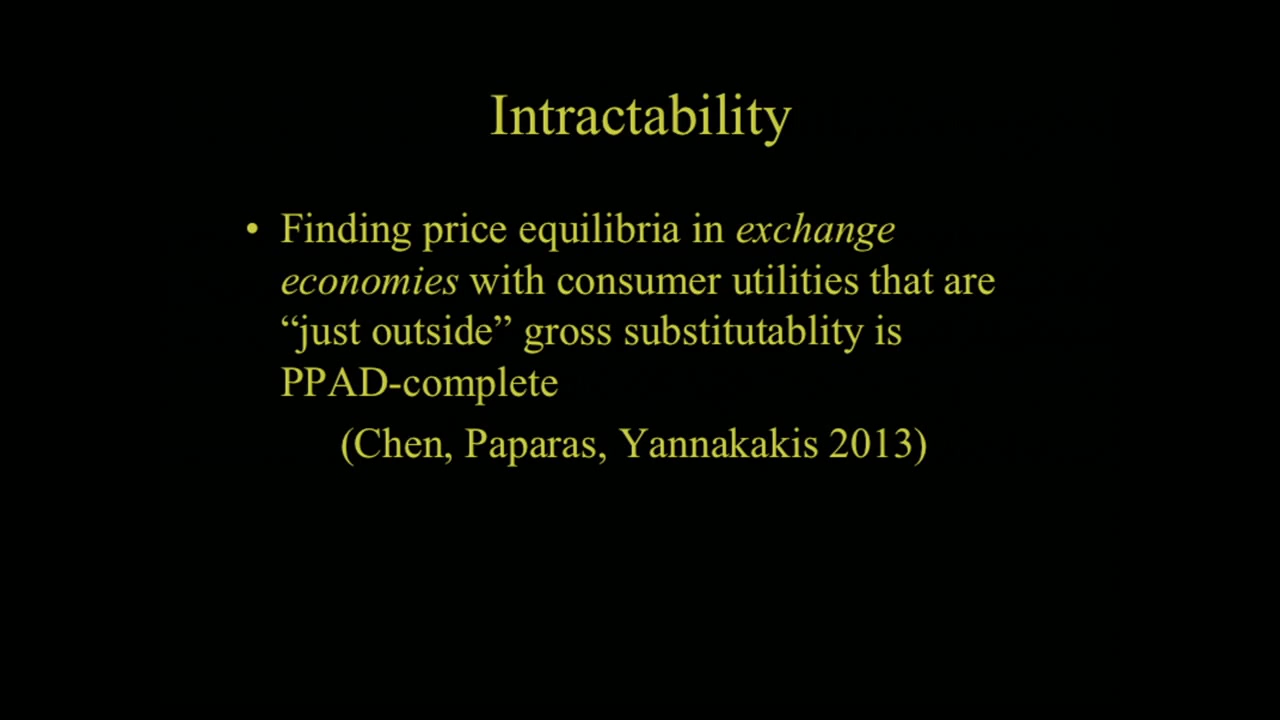 Intractability
• Finding price equilibria in exchange
economies with consumer utilities that are
“just outside” gross substitutablity is
PPAD-complete
(Chen, Paparas, Yannakakis 2013)